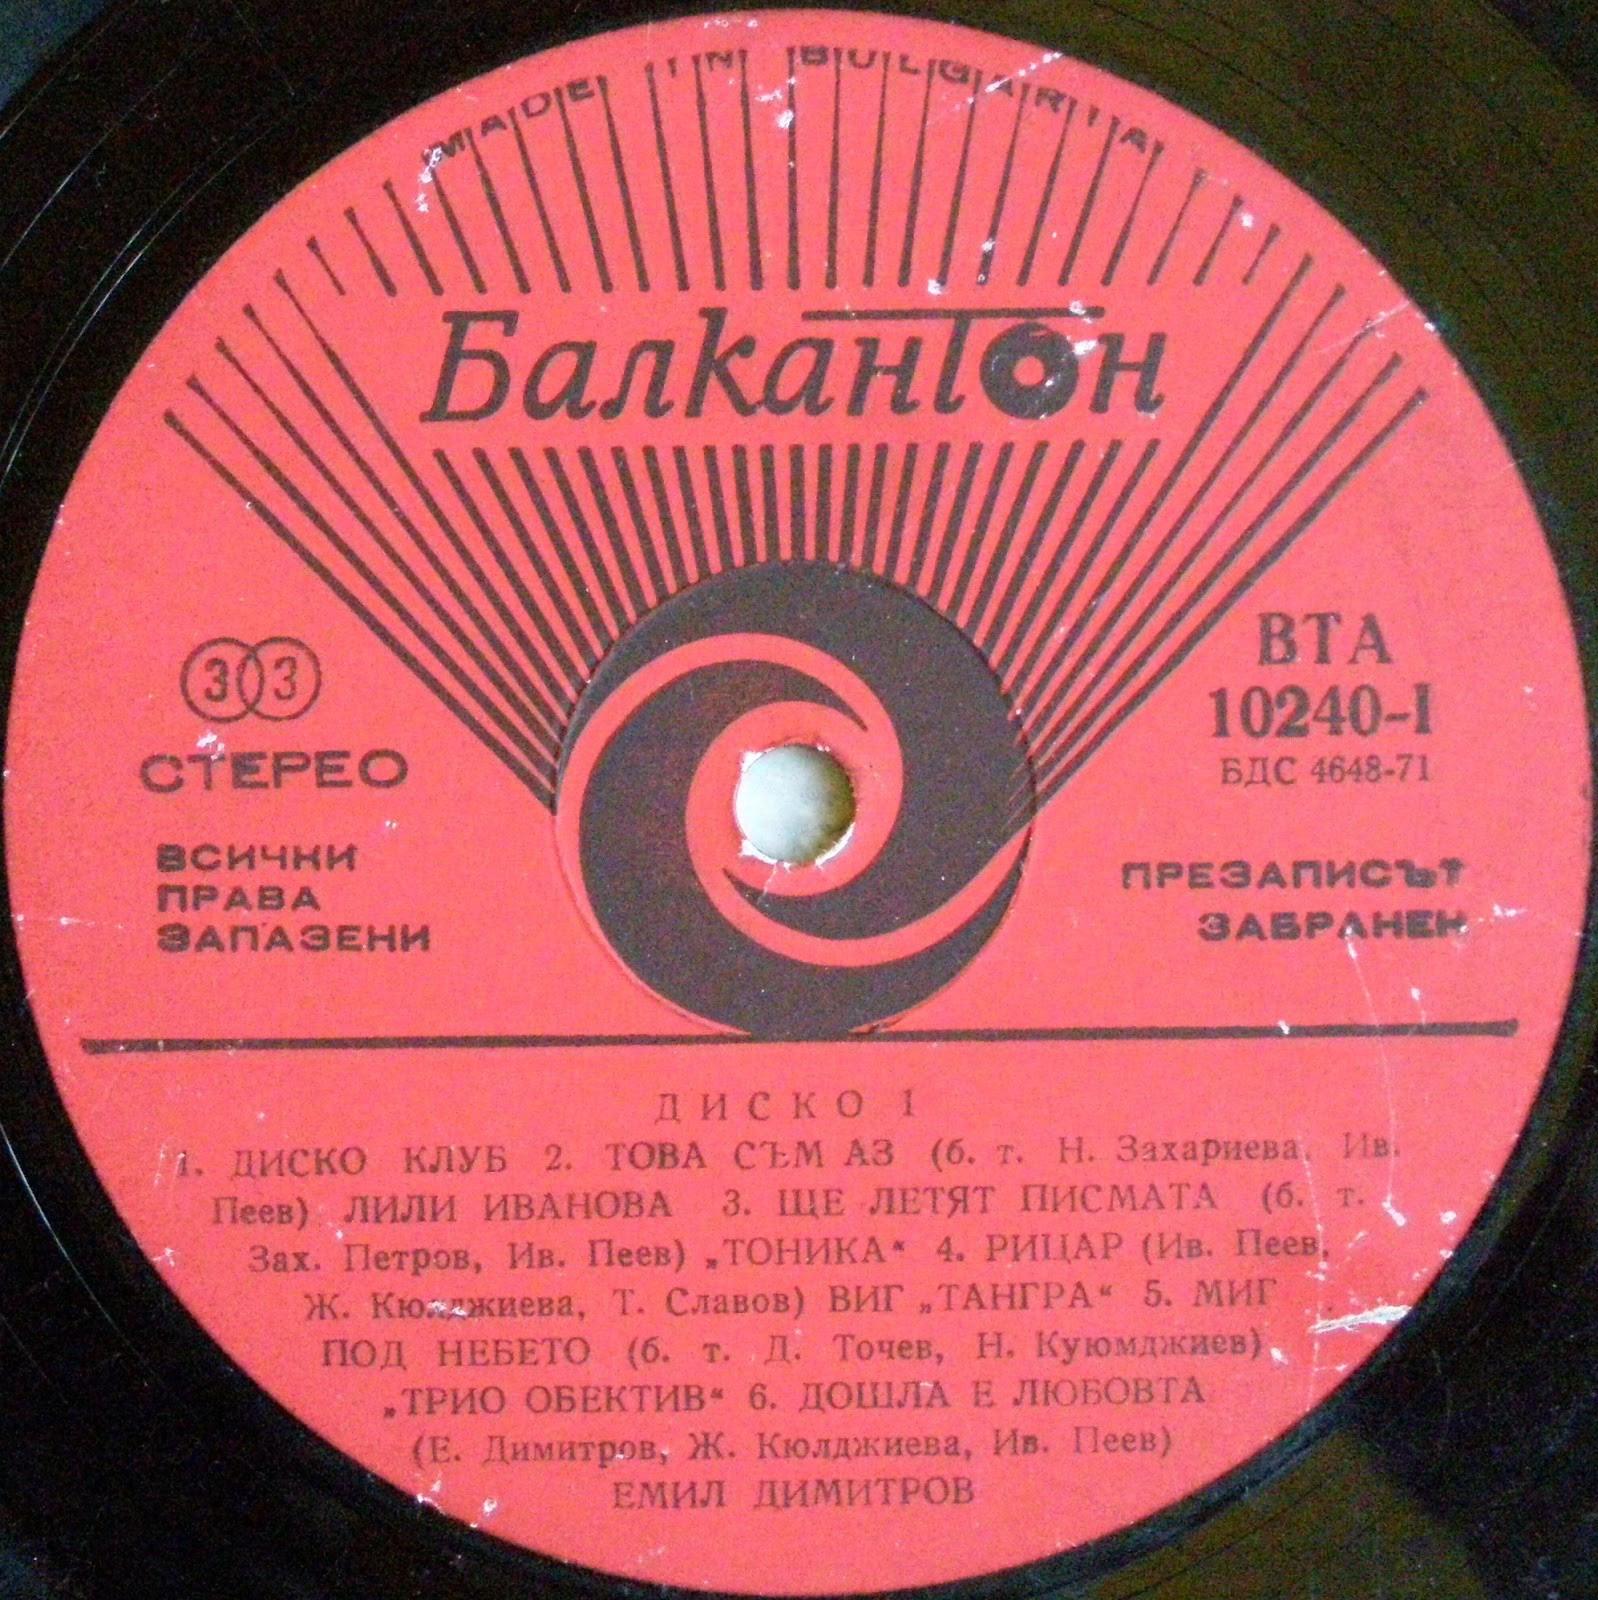 MADE IN BULGARIA
Балкантон
33
СТЕРЕО
ВСИЧКИ
ПРАВА
ЗАПАЗЕНИ
ВТА
10240-I
БДС 4648-71
ПРЕЗАПИСЪТ
ЗАБРАНЕН
ДИСКО 1
1. ДИСКО КЛУБ 2. ТОВА СЪМ АЗ (б. т. Н. Захариева, Ив.
Пеев) ЛИЛИ ИВАНОВА 3. ЩЕ ЛЕТЯТ ПИСМАТА (б. т.
Зах. Петров, Ив. Пеев) „ТОНИКА“ 4. РИЦАР (Ив. Пеев,
Ж. Кюлджиева, Т. Славов) ВИГ „ТАНГРА“ 5. МИГ
ПОД НЕБЕТО (б. т. Д. Точев, Н. Куюмджиев)
„ТРИО ОБЕКТИВ“ 6. ДОШЛА Е ЛЮБОВТА
(Е. Димитров, Ж. Кюлджиева, Ив. Пеев)
ЕМИЛ ДИМИТРОВ